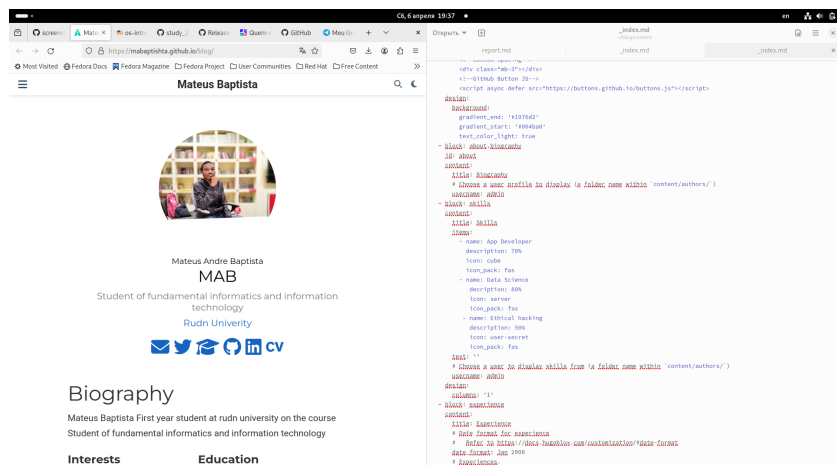 Сб, 6 апреля 19:37
en
screens
Mate
os-intro
study_2
Release
Quem é
GitHub
Meu Gi
https://mabaptishta.github.io/blog/
Most Visited
Fedora Docs
Fedora Magazine
Fedora Project
User Communities
Red Hat
Free Content
Mateus Baptista
Mateus Andre Baptista
MAB
Student of fundamental informatics and information
technology
Rudn Univerity
CV
Biography
Mateus Baptista First year student at rudn university on the course
Student of fundamental informatics and information technology
Interests
Education
Открыть
_index.md
~/blog/content
report.md
_index.md
_index.md
<div class="mb-3"></div>
<!--GitHub Button JS-->
<script async defer src="https://buttons.github.io/buttons.js"></script>
design:
background:
gradient_end: '#1976d2'
gradient_start: '#004ba0'
text_color_light: true
- block: about.biography
id: about
content:
title: Biography
# Choose a user profile to display (a folder name within `content/authors/`)
username: admin
- block: skills
content:
title: Skills
items:
- name: App Developer
description: 70%
icon: cube
icon_pack: fas
- name: Data Science
decription: 80%
icon: server
icon_pack: fas
- name: Ethical hacking
description: 50%
icon: user-secret
icon_pack: fas
text: ''
# Choose a user to display skills from (a folder name within `content/authors/`)
username: admin
design:
columns: '1'
- block: experience
content:
title: Experience
# Date format for experience
# Refer to https://docs.hugoblox.com/customization/#date-format
date_format: Jan 2006
# Experiences.